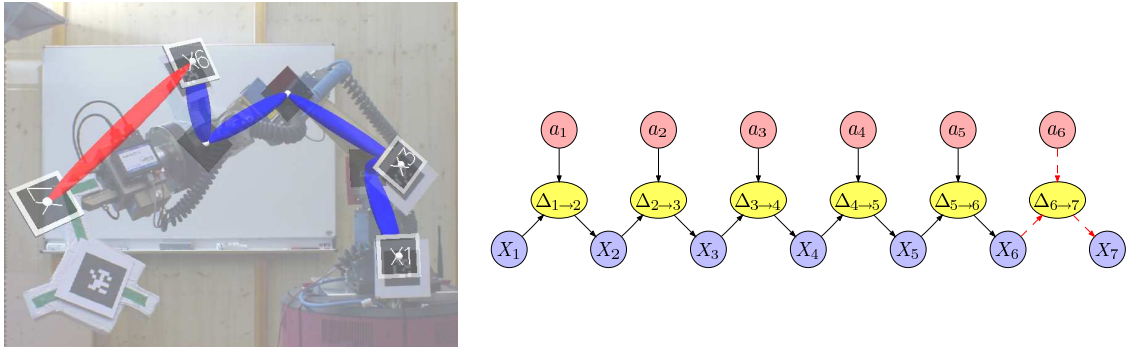 X6
X3
X1
a₁ a₂ a₃ a₄ a₅ a₆
Δ₁→₂ Δ₂→₃ Δ₃→₄ Δ₄→₅ Δ₅→₆ Δ₆→₇
X₁ X₂ X₃ X₄ X₅ X₆ X₇